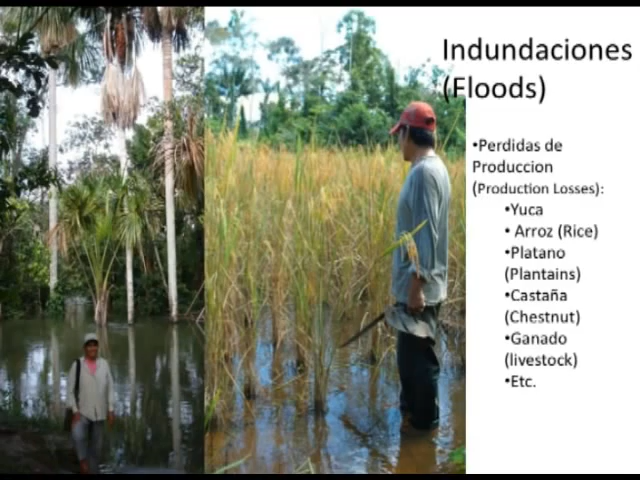 Indundaciones
(Floods)
•Perdidas de
Produccion
(Production Losses):
•Yuca
• Arroz (Rice)
•Platano
(Plantains)
•Castaña
(Chestnut)
•Ganado
(livestock)
•Etc.